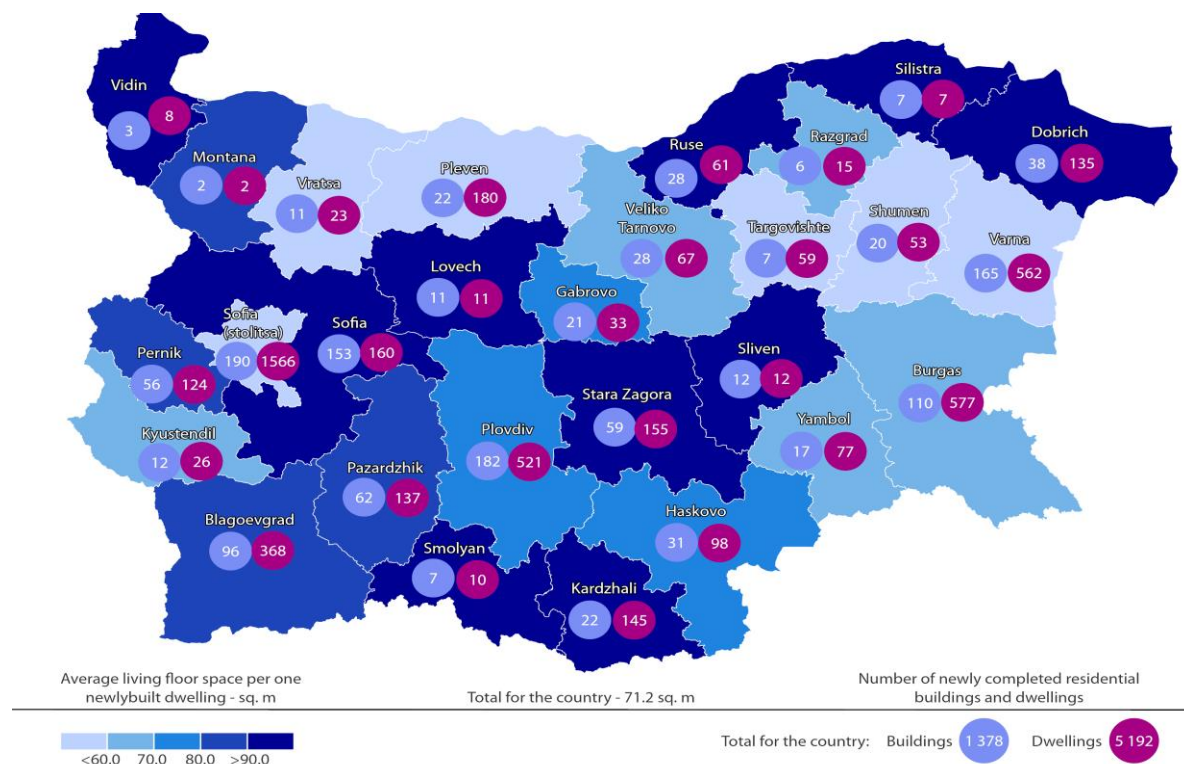 Vidin
3
8
Montana
2
2
Vratsa
11
23
Pleven
22
180
Veliko
Tarnovo
28
67
Ruse
28
61
Razgrad
6
15
Silistra
7
7
Dobrich
38
135
Targovishte
7
59
Shumen
20
53
Varna
165
562
Lovech
11
11
Gabrovo
21
33
Sofia
(stolitsa)
190
1566
Sofia
153
160
Pernik
56
124
Kyustendil
12
26
Sliven
12
12
Burgas
110
577
Stara Zagora
59
155
Yambol
17
77
Plovdiv
182
521
Pazardzhik
62
137
Blagoevgrad
96
368
Haskovo
31
98
Smolyan
7
10
Kardzhali
22
145
Average living floor space per one
newlybuilt dwelling - sq. m
Total for the country - 71.2 sq. m
Number of newly completed residential
buildings and dwellings
<60.0 70.0 80.0 >90.0
Total for the country: Buildings 1 378 Dwellings 5 192